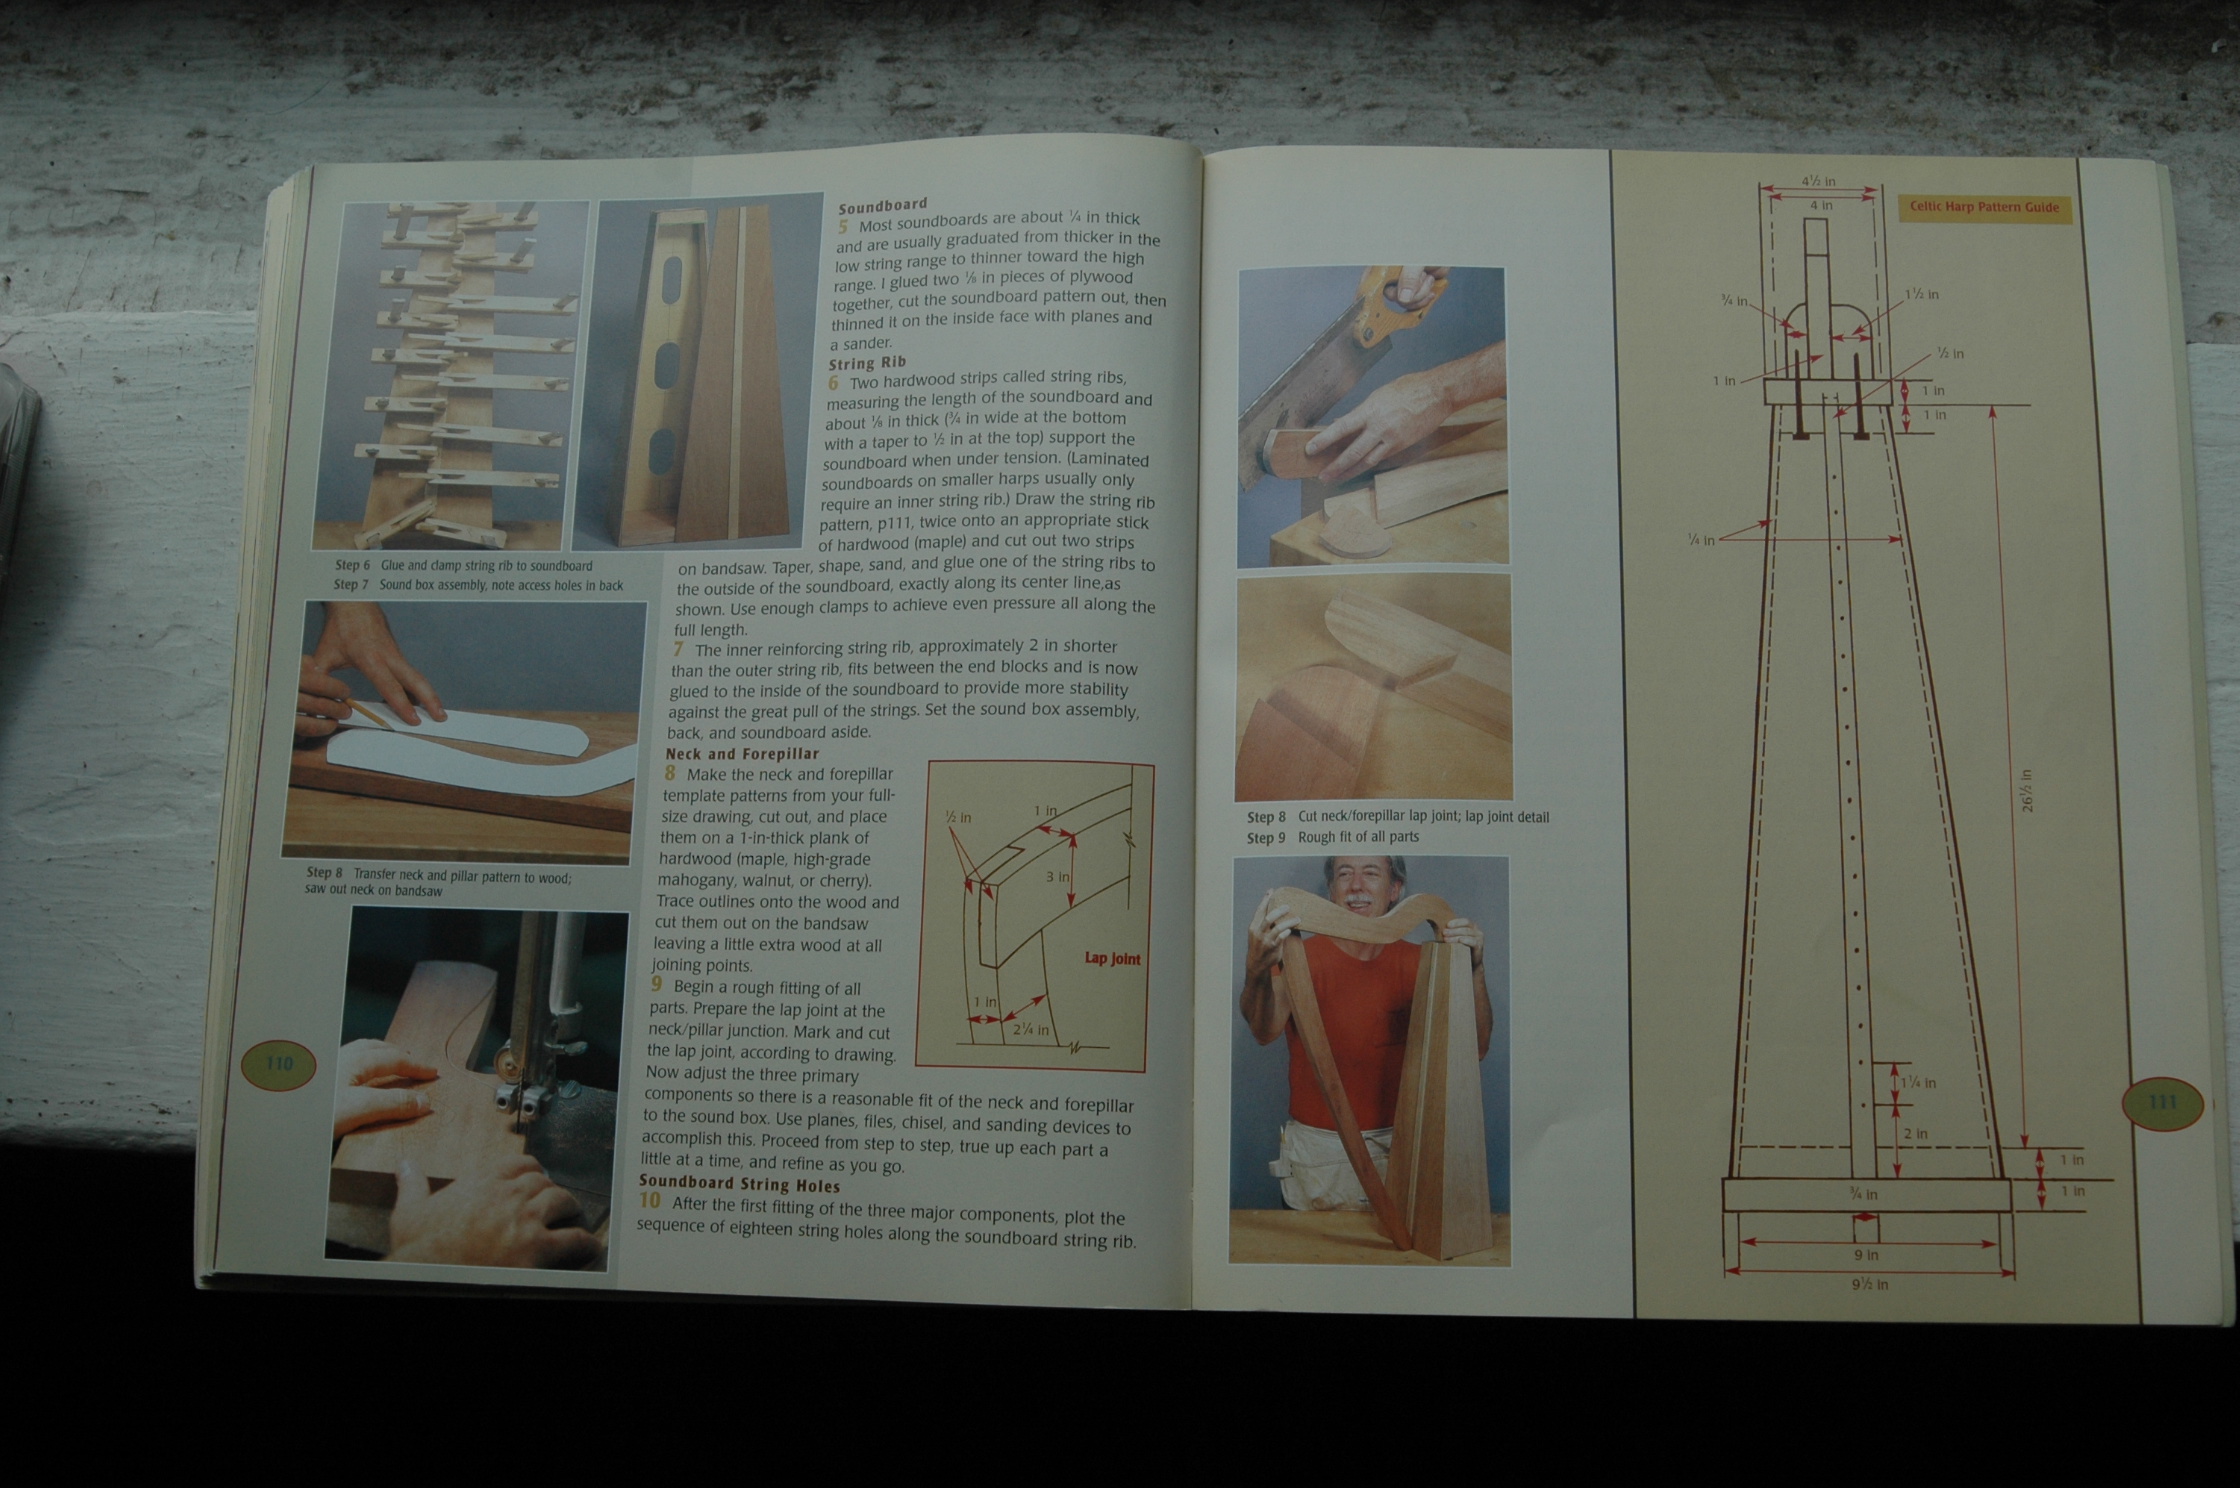 Soundboard
5 Most soundboards are about ¼ in thick
and are usually graduated from thicker in the
low string range to thinner toward the high
range. I glued two ⅛ in pieces of plywood
together, cut the soundboard pattern out, then
thinned it on the inside face with planes and
a sander.
String Rib
6 Two hardwood strips called string ribs,
measuring the length of the soundboard and
about ⅛ in thick (¾ in wide at the bottom
with a taper to ½ in at the top) support the
soundboard when under tension. (Laminated
soundboards on smaller harps usually only
require an inner string rib.) Draw the string rib
pattern, p111, twice onto an appropriate stick
of hardwood (maple) and cut out two strips
on bandsaw. Taper, shape, sand, and glue one of the string ribs to
the outside of the soundboard, exactly along its center line,as
shown. Use enough clamps to achieve even pressure all along the
full length.
7 The inner reinforcing string rib, approximately 2 in shorter
than the outer string rib, fits between the end blocks and is now
glued to the inside of the soundboard to provide more stability
against the great pull of the strings. Set the sound box assembly,
back, and soundboard aside.
Neck and Forepillar
8 Make the neck and forepillar
template patterns from your full-
size drawing, cut out, and place
them on a 1-in-thick plank of
hardwood (maple, high-grade
mahogany, walnut, or cherry).
Trace outlines onto the wood and
cut them out on the bandsaw
leaving a little extra wood at all
joining points.
9 Begin a rough fitting of all
parts. Prepare the lap joint at the
neck/pillar junction. Mark and cut
the lap joint, according to drawing.
Now adjust the three primary
components so there is a reasonable fit of the neck and forepillar
to the sound box. Use planes, files, chisel, and sanding devices to
accomplish this. Proceed from step to step, true up each part a
little at a time, and refine as you go.
Soundboard String Holes
10 After the first fitting of the three major components, plot the
sequence of eighteen string holes along the soundboard string rib.
Step 6 Glue and clamp string rib to soundboard
Step 7 Sound box assembly, note access holes in back
Step 8 Transfer neck and pillar pattern to wood;
saw out neck on bandsaw
110
½ in
1 in
3 in
Lap joint
1 in
2¼ in
Step 8 Cut neck/forepillar lap joint; lap joint detail
Step 9 Rough fit of all parts
Celtic Harp Pattern Guide
4½ in
4 in
¾ in
1½ in
½ in
1 in
1 in
1 in
¼ in
26½ in
1¼ in
2 in
1 in
1 in
¾ in
9 in
9½ in
111